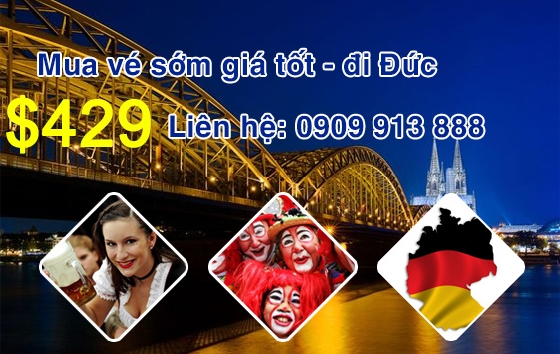 Mua vé sớm giá tốt - đi Đức
$429 Liên hệ: 0909 913 888